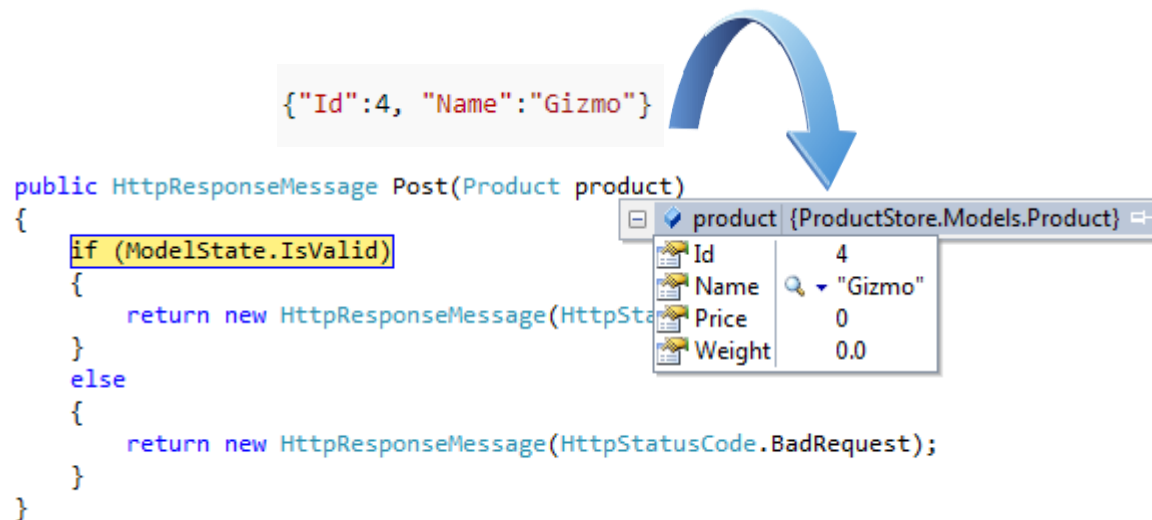 {"Id":4, "Name":"Gizmo"}
public HttpResponseMessage Post(Product product)
{
product {ProductStore.Models.Product}
if (ModelState.IsValid)
Id 4
{
Name "Gizmo"
return new HttpResponseMessage(HttpSta
Price 0
}
Weight 0.0
else
{
return new HttpResponseMessage(HttpStatusCode.BadRequest);
}
}